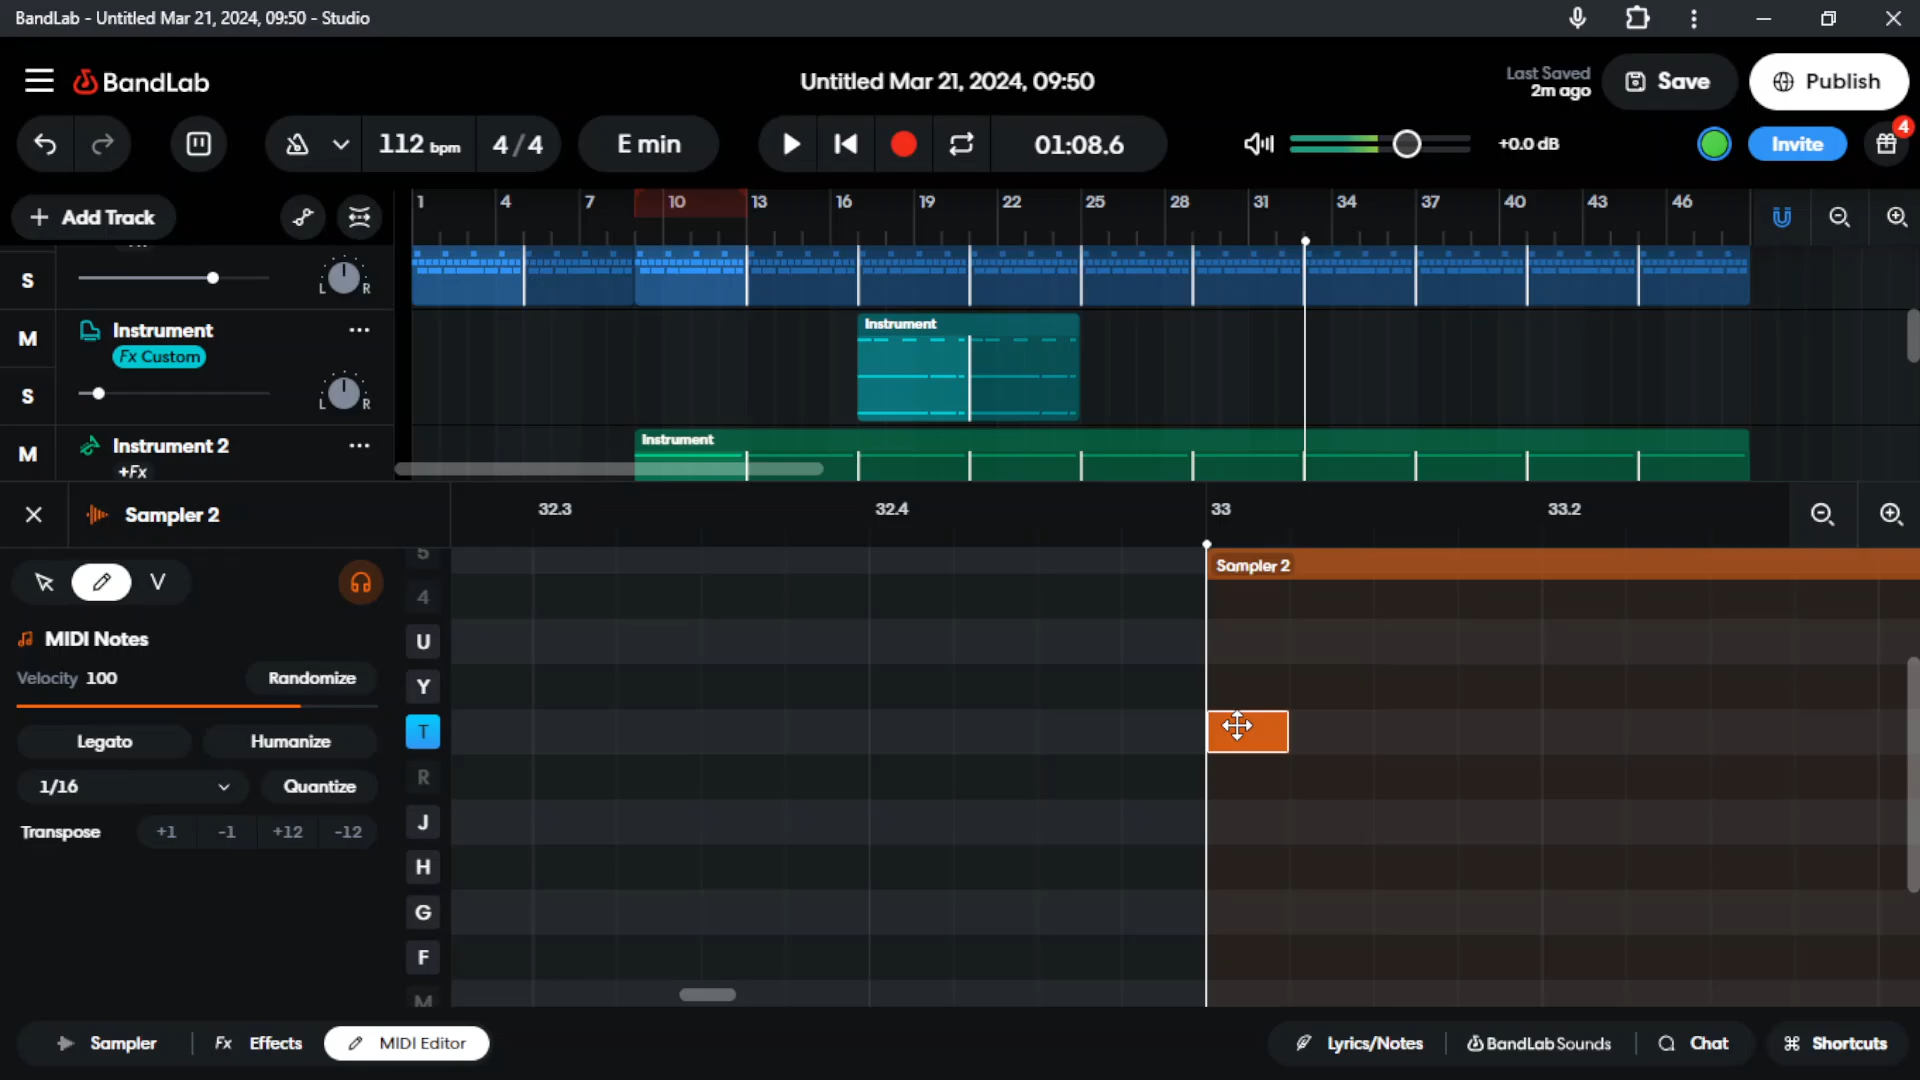 BandLab - Untitled Mar 21, 2024, 09:50 - Studio
BandLab
Untitled Mar 21, 2024, 09:50
Last Saved
2m ago
Save
Publish
112 bpm
4/4
E min
01:08.6
+0.0 dB
Invite
4
+ Add Track
1 4 7 10 13 16 19 22 25 28 31 34 37 40 43 46
S
L R
M
Instrument
Fx Custom
S
L R
Instrument
M
Instrument 2
+Fx
Instrument
Sampler 2
32.3 32.4 33 33.2
Sampler 2
V
MIDI Notes
Velocity 100
Randomize
Legato
Humanize
1/16
Quantize
Transpose
+1 -1 +12 -12
5
4
U
Y
T
R
J
H
G
F
M
Sampler
Fx Effects
MIDI Editor
Lyrics/Notes
BandLab Sounds
Chat
⌘ Shortcuts